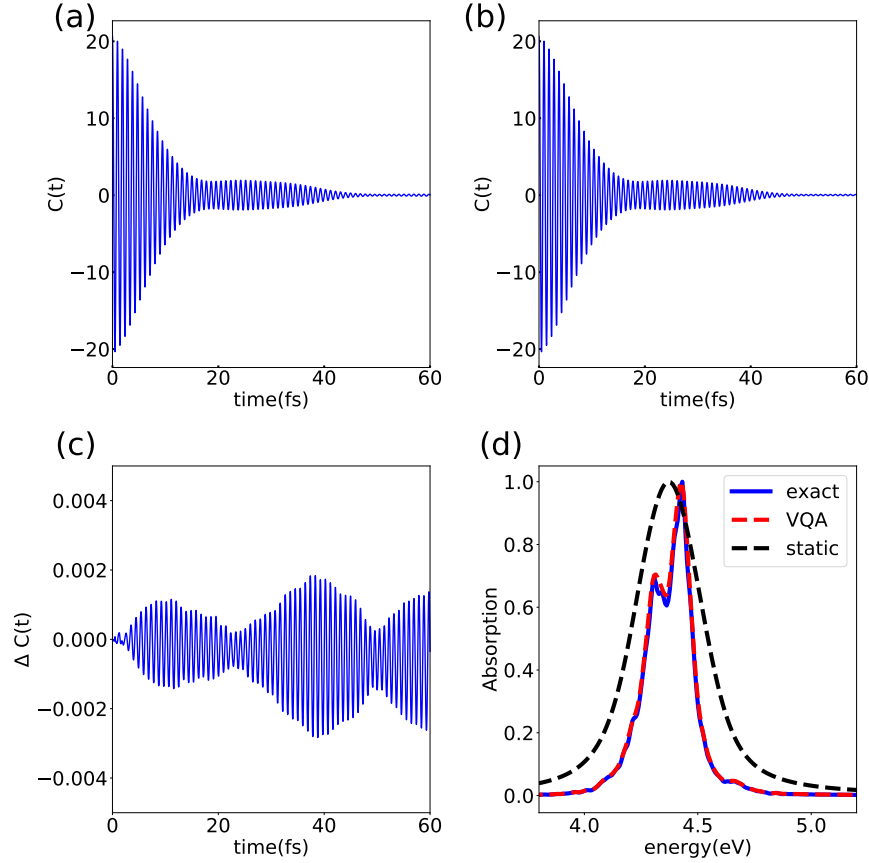 (a)
20
10
0
−10
−20
C(t)
0 20 40 60
time(fs)
(b)
20
10
0
−10
−20
C(t)
0 20 40 60
time(fs)
(c)
0.004
0.002
0.000
−0.002
−0.004
Δ C(t)
0 20 40 60
time(fs)
(d)
1.0
0.8
0.6
0.4
0.2
0.0
Absorption
exact
VQA
static
4.0 4.5 5.0
energy(eV)